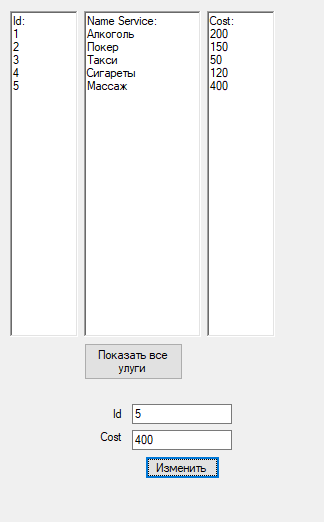 Id: Name Service: Cost:
1 Алкоголь 200
2 Покер 150
3 Такси 50
4 Сигареты 120
5 Массаж 400
Показать все
улуги
Id 5
Cost 400
Изменить